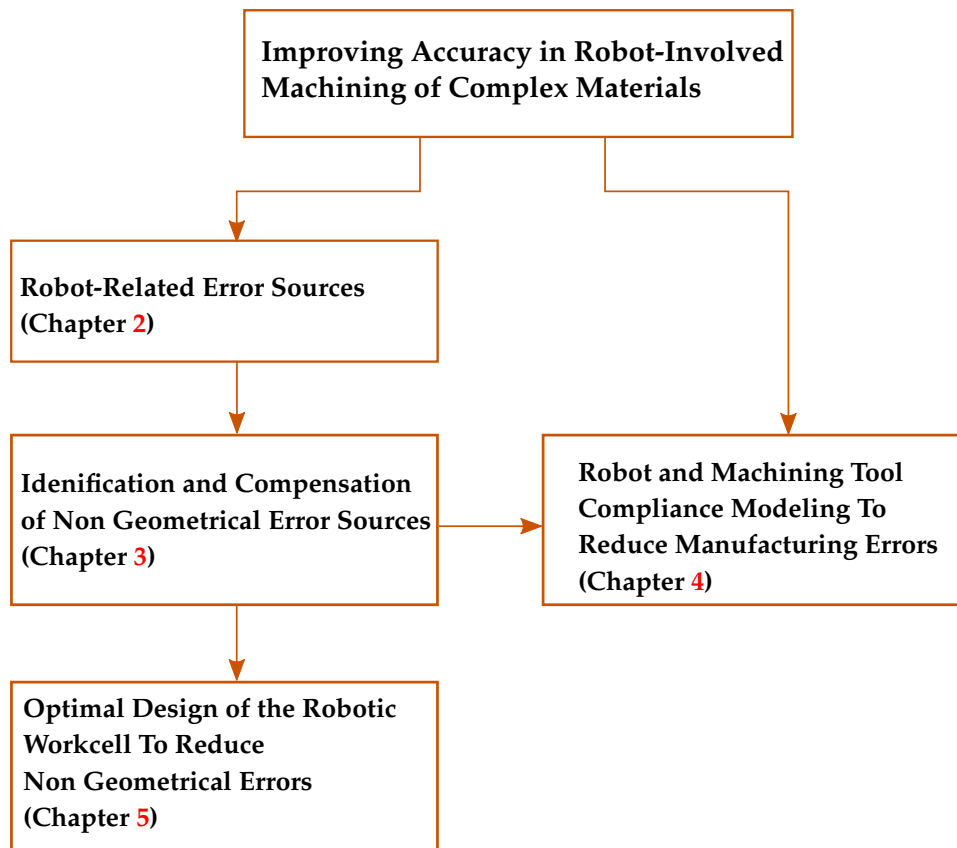 Improving Accuracy in Robot-Involved
Machining of Complex Materials
Robot-Related Error Sources
(Chapter 2)
Idenification and Compensation
of Non Geometrical Error Sources
(Chapter 3)
Robot and Machining Tool
Compliance Modeling To
Reduce Manufacturing Errors
(Chapter 4)
Optimal Design of the Robotic
Workcell To Reduce
Non Geometrical Errors
(Chapter 5)